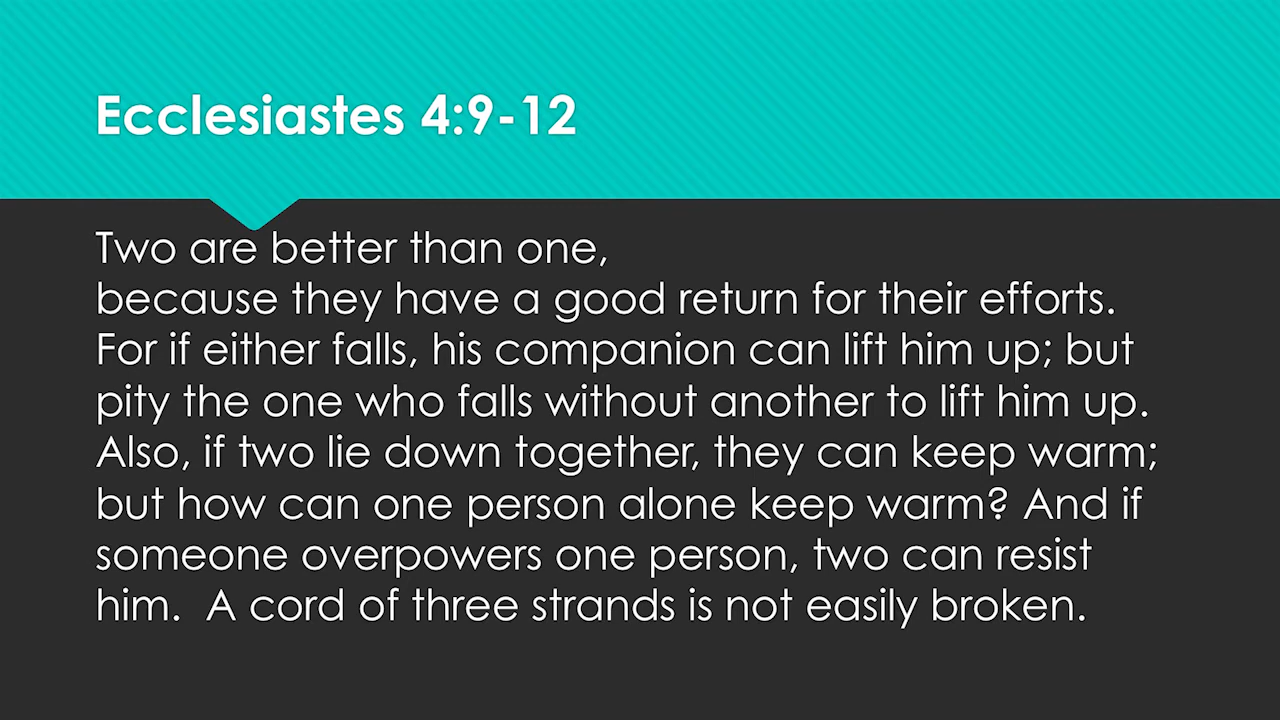 Ecclesiastes 4:9-12
Two are better than one,
because they have a good return for their efforts.
For if either falls, his companion can lift him up; but
pity the one who falls without another to lift him up.
Also, if two lie down together, they can keep warm;
but how can one person alone keep warm? And if
someone overpowers one person, two can resist
him.  A cord of three strands is not easily broken.